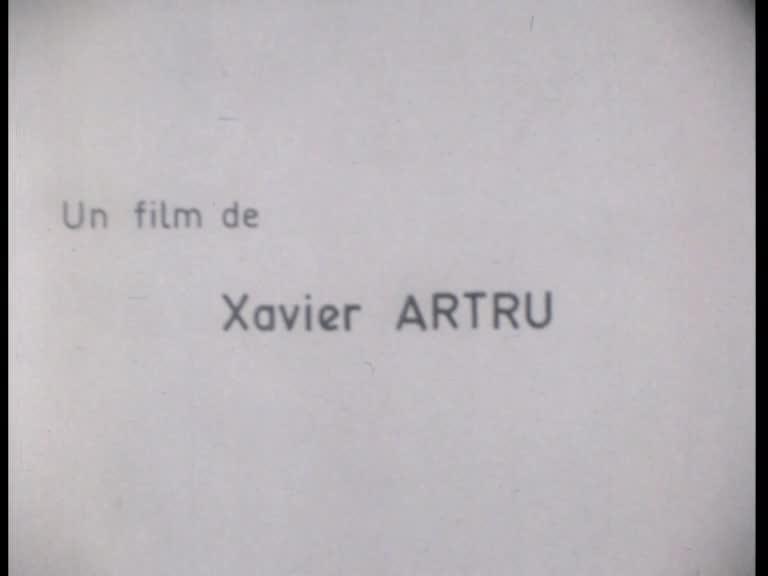 Un film de
Xavier ARTRU